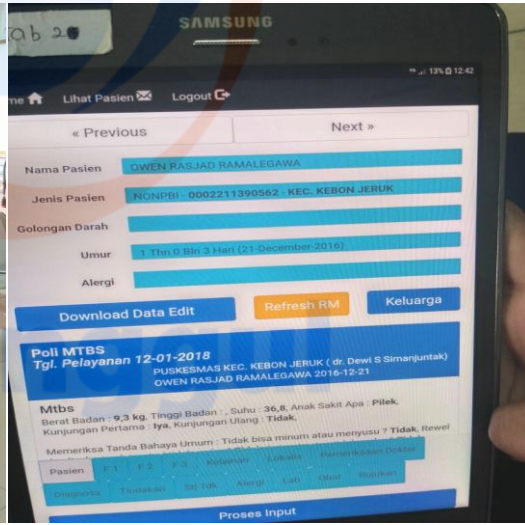 ab 20
SAMSUNG
13% 12:42
me Lihat Pasien Logout
« Previous Next »
Nama Pasien OWEN RASJAD RAMALEGAWA
Jenis Pasien NONPBI - 0002211390562 - KEC. KEBON JERUK
Golongan Darah
Umur 1 Thn 0 Bln 3 Hari (21-December-2016)
Alergi
Download Data Edit Refresh RM Keluarga
Poli MTBS
Tgl. Pelayanan 12-01-2018
PUSKESMAS KEC. KEBON JERUK ( dr. Dewi S Simanjuntak)
OWEN RASJAD RAMALEGAWA 2016-12-21
Mtbs
Berat Badan : 9,3 kg, Tinggi Badan : , Suhu : 36,8, Anak Sakit Apa : Pilek,
Kunjungan Pertama : Iya, Kunjungan Ulang : Tidak,
Memeriksa Tanda Bahaya Umum : Tidak bisa minum atau menyusu ? Tidak, Rewel
Pasien F 1 F 2 F 3 Lokalis Pemeriksaan Dokter
Diagnosa Tindakan Stj Tdk Alergi Lab Obat Rujukan
Proses Input
nggul